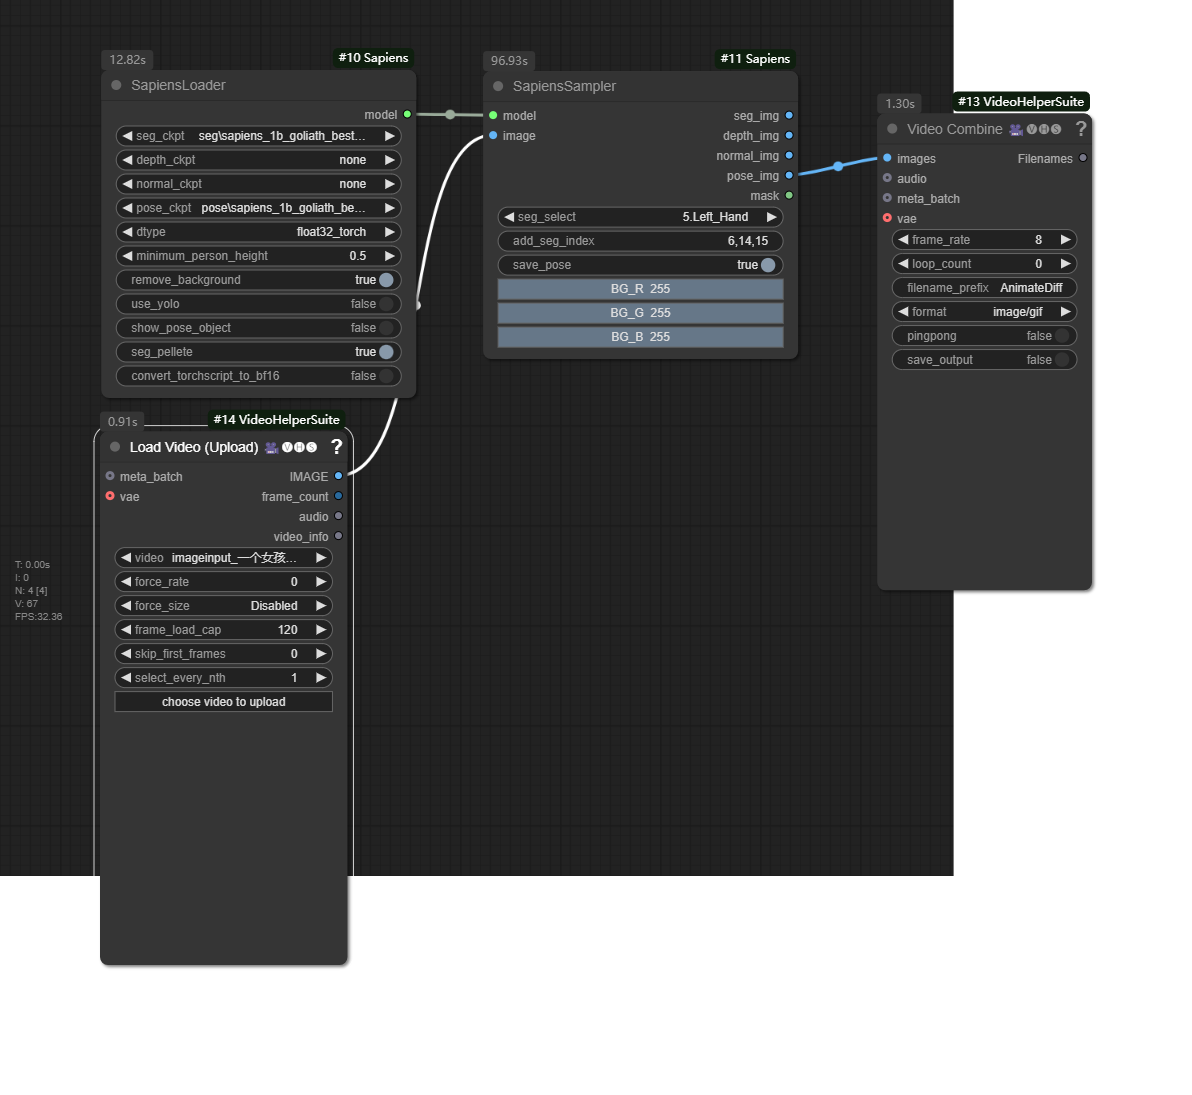 12.82s
#10 Sapiens
SapiensLoader
model
seg_ckpt seg\sapiens_1b_goliath_best...
depth_ckpt none
normal_ckpt none
pose_ckpt pose\sapiens_1b_goliath_be...
dtype float32_torch
minimum_person_height 0.5
remove_background true
use_yolo false
show_pose_object false
seg_pellete true
convert_torchscript_to_bf16 false
96.93s
#11 Sapiens
SapiensSampler
model seg_img
image depth_img
normal_img
pose_img
mask
seg_select 5.Left_Hand
add_seg_index 6,14,15
save_pose true
BG_R 255
BG_G 255
BG_B 255
1.30s
#13 VideoHelperSuite
Video Combine 🎥🅥🅗🅢 ?
images Filenames
audio
meta_batch
vae
frame_rate 8
loop_count 0
filename_prefix AnimateDiff
format image/gif
pingpong false
save_output false
0.91s
#14 VideoHelperSuite
Load Video (Upload) 🎥🅥🅗🅢 ?
meta_batch IMAGE
vae frame_count
audio
video_info
video imageinput_一个女孩...
force_rate 0
force_size Disabled
frame_load_cap 120
skip_first_frames 0
select_every_nth 1
choose video to upload
T: 0.00s
I: 0
N: 4 [4]
V: 67
FPS:32.36